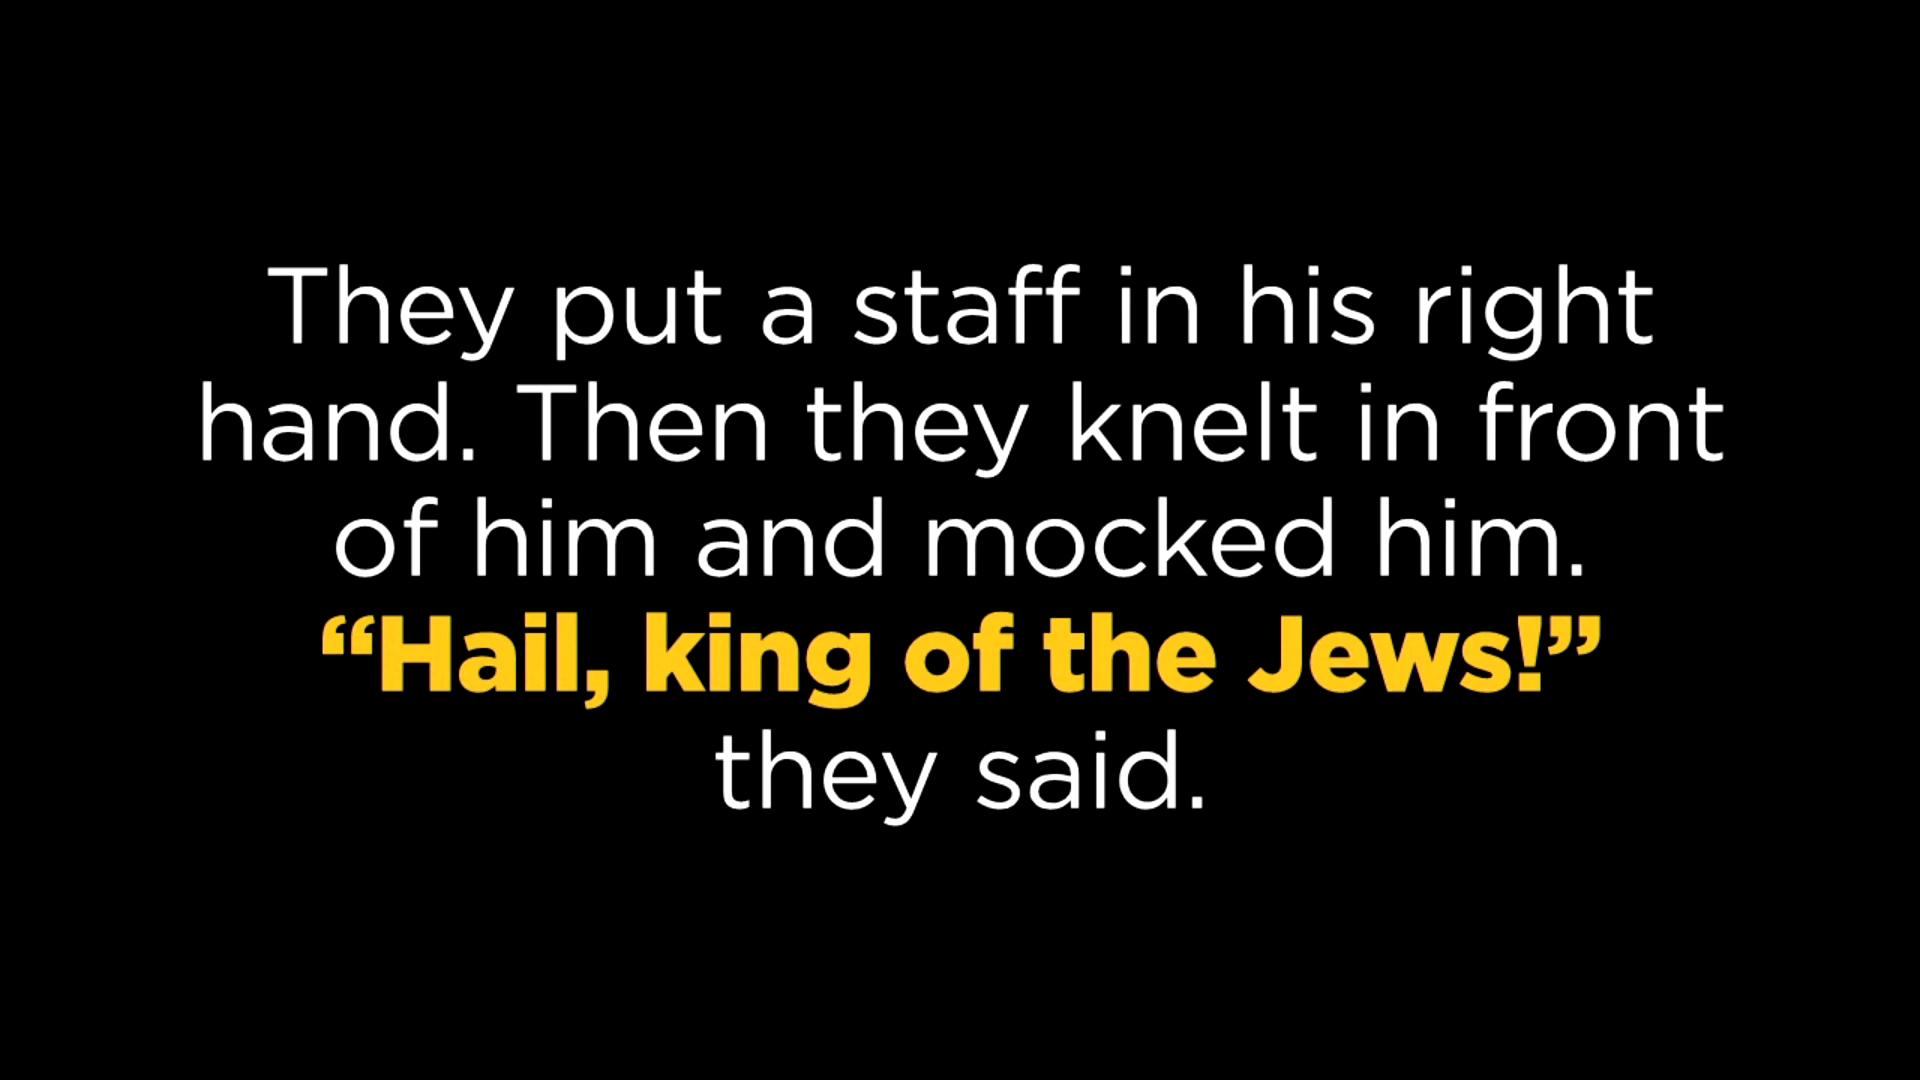 They put a staff in his right
hand. Then they knelt in front
of him and mocked him.
“Hail, king of the Jews!”
they said.